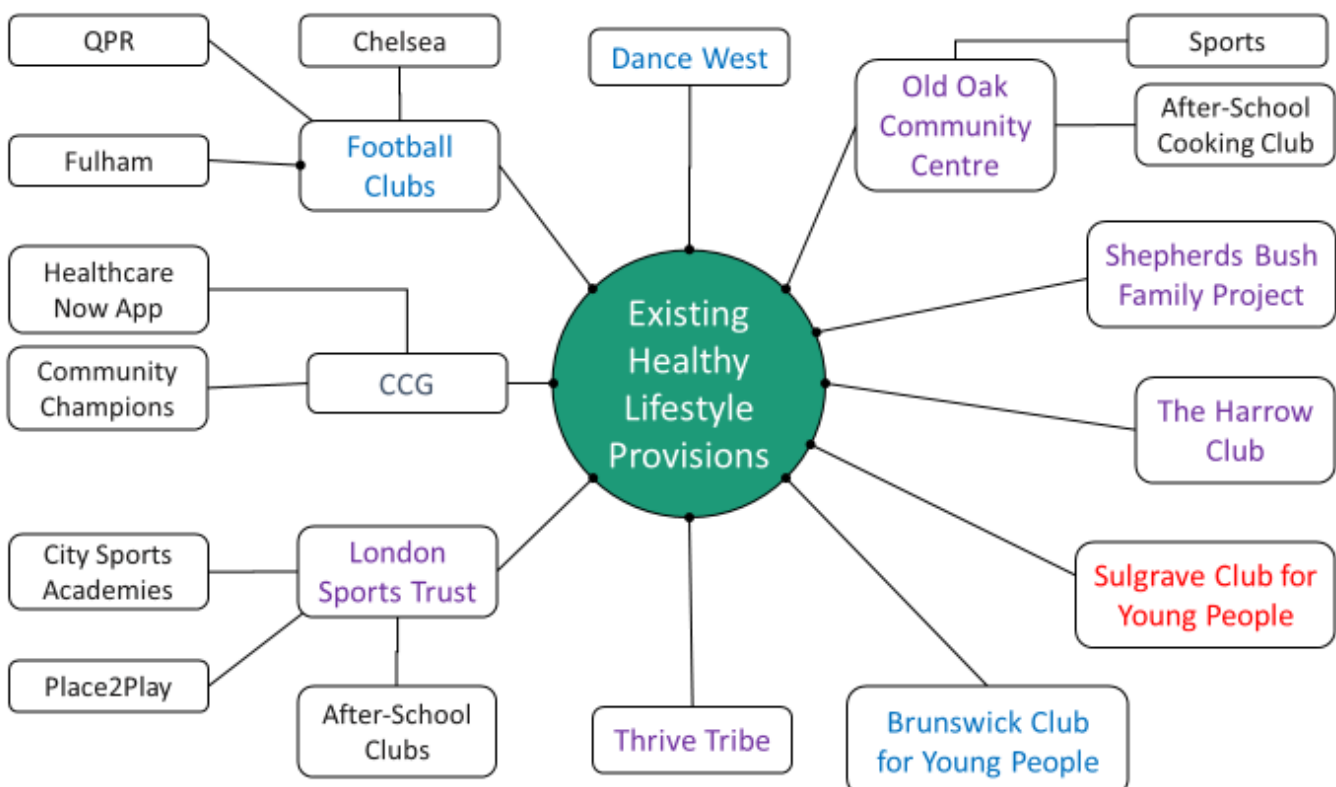 QPR
Chelsea
Dance West
Sports
Old Oak
Community
Centre
After-School
Cooking Club
Fulham
Football
Clubs
Healthcare
Now App
Community
Champions
CCG
Existing
Healthy
Lifestyle
Provisions
Shepherds Bush
Family Project
The Harrow
Club
City Sports
Academies
London
Sports Trust
Place2Play
After-School
Clubs
Thrive Tribe
Sulgrave Club for
Young People
Brunswick Club
for Young People